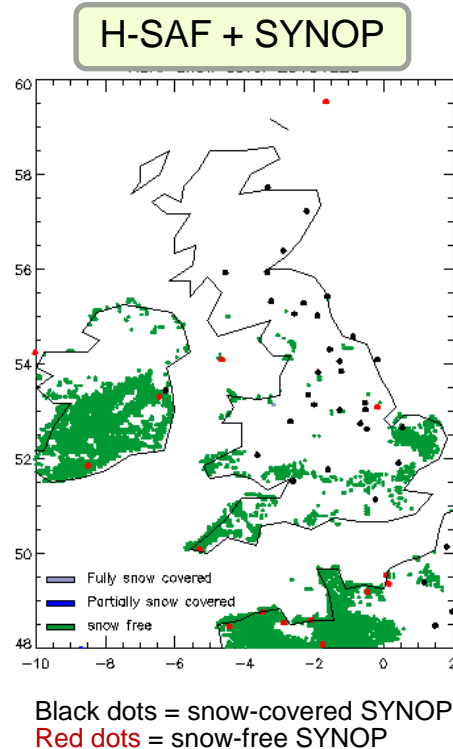 H-SAF + SYNOP
60
58
56
54
52
50
48
Fully snow covered
Partially snow covered
snow free
-10 -8 -6 -4 -2 0 2
Black dots = snow-covered SYNOP
Red dots = snow-free SYNOP